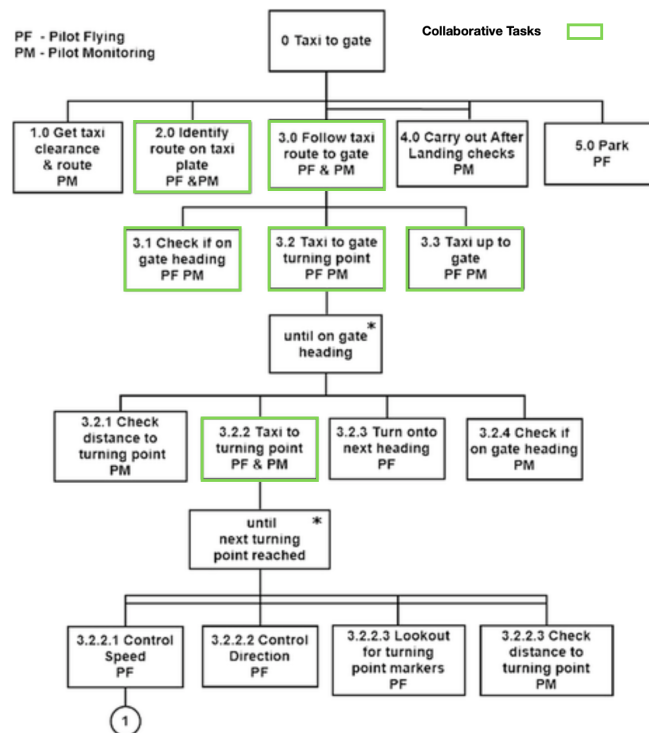 PF - Pilot Flying
PM - Pilot Monitoring
0 Taxi to gate
Collaborative Tasks
1.0 Get taxi
clearance
& route
PM
2.0 Identify
route on taxi
plate
PF &PM
3.0 Follow taxi
route to gate
PF & PM
4.0 Carry out After
Landing checks
PM
5.0 Park
PF
3.1 Check if on
gate heading
PF PM
3.2 Taxi to gate
turning point
PF PM
3.3 Taxi up to
gate
PF PM
until on gate *
heading
3.2.1 Check
distance to
turning point
PM
3.2.2 Taxi to
turning point
PF & PM
3.2.3 Turn onto
next heading
PF
3.2.4 Check if
on gate heading
PM
until *
next turning
point reached
3.2.2.1 Control
Speed
PF
3.2.2.2 Control
Direction
PF
3.2.2.3 Lookout
for turning
point markers
PF
3.2.2.3 Check
distance to
turning point
PM
1